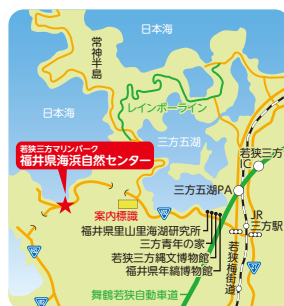 日本海
常神半島
日本海
レインボーライン
三方五湖
若狭三方マリンパーク
福井県海浜自然センター
若狭三方
IC
三方五湖PA
案内標識
福井県里山里海湖研究所
三方青年の家
若狭三方縄文博物館
福井県年縞博物館
JR
三方駅
若狭梅街道
舞鶴若狭自動車道